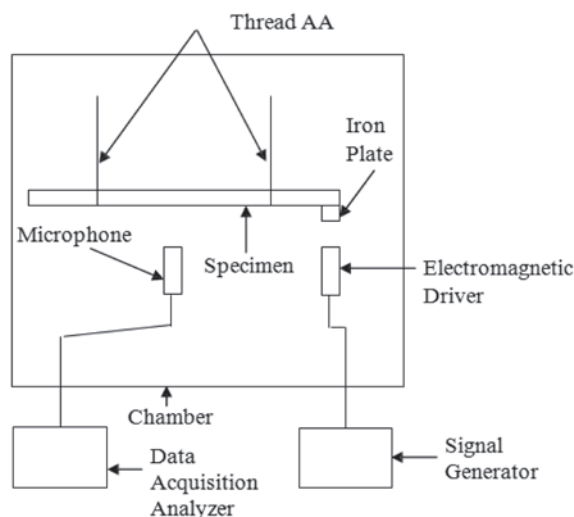 Thread AA
Iron
Plate
Microphone
Specimen
Electromagnetic
Driver
Chamber
Data
Acquisition
Analyzer
Signal
Generator